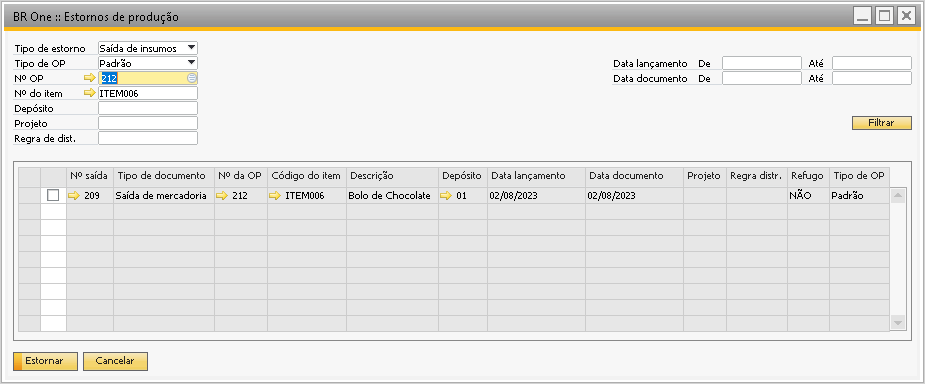 BR One :: Estornos de produção
Tipo de estorno Saída de insumos
Tipo de OP Padrão Data lançamento De Até
Nº OP 212 Data documento De Até
Nº do item ITEM006
Depósito
Projeto Filtrar
Regra de dist.
Nº saída Tipo de documento Nº da OP Código do item Descrição Depósito Data lançamento Data documento Projeto Regra distr. Refugo Tipo de OP
209 Saída de mercadoria 212 ITEM006 Bolo de Chocolate 01 02/08/2023 02/08/2023 NÃO Padrão
Estornar Cancelar